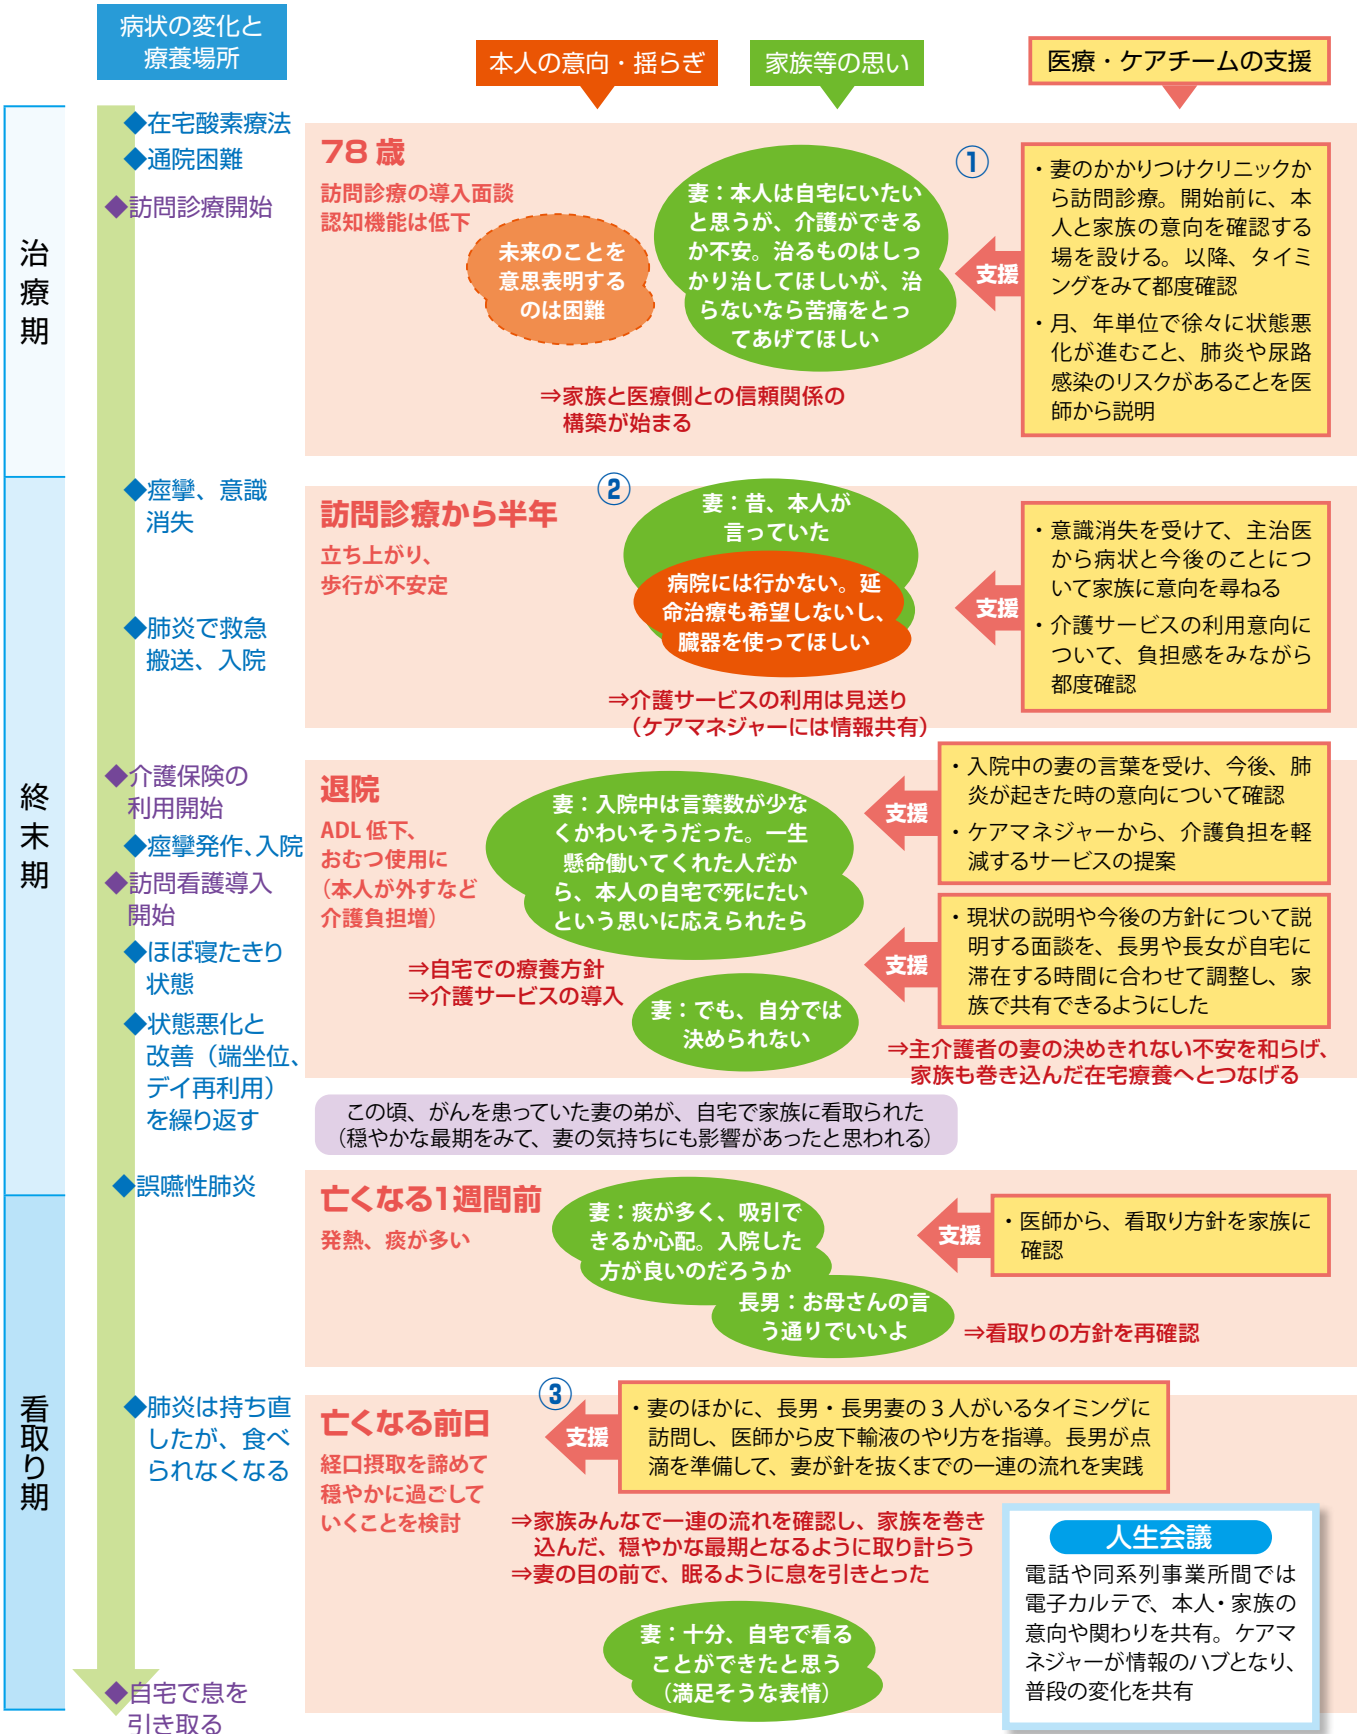 病状の変化と
療養場所
本人の意向・揺らぎ
家族等の思い
医療・ケアチームの支援
治療期
◆在宅酸素療法
◆通院困難
◆訪問診療開始
78 歳
訪問診療の導入面談
認知機能は低下
未来のことを
意思表明する
のは困難
妻：本人は自宅にいたい
と思うが、介護ができる
か不安。治るものはしっ
かり治してほしいが、治
らないなら苦痛をとっ
てあげてほしい
①
支援
・妻のかかりつけクリニックか
ら訪問診療。開始前に、本
人と家族の意向を確認する
場を設ける。以降、タイミ
ングをみて都度確認
・月、年単位で徐々に状態悪
化が進むこと、肺炎や尿路
感染のリスクがあることを医
師から説明
⇒家族と医療側との信頼関係の
構築が始まる
終末期
◆痙攣、意識
消失
◆肺炎で救急
搬送、入院
訪問診療から半年
立ち上がり、
歩行が不安定
②
妻：昔、本人が
言っていた
病院には行かない。延
命治療も希望しないし、
臓器を使ってほしい
支援
・意識消失を受けて、主治医
から病状と今後のことにつ
いて家族に意向を尋ねる
・介護サービスの利用意向に
ついて、負担感をみながら
都度確認
⇒介護サービスの利用は見送り
（ケアマネジャーには情報共有）
◆介護保険の
利用開始
◆痙攣発作、入院
◆訪問看護導入
開始
◆ほぼ寝たきり
状態
◆状態悪化と
改善（端坐位、
デイ再利用）
を繰り返す
退院
ADL 低下、
おむつ使用に
（本人が外すなど
介護負担増）
妻：入院中は言葉数が少な
くかわいそうだった。一生
懸命働いてくれた人だか
ら、本人の自宅で死にたい
という思いに応えられたら
支援
・入院中の妻の言葉を受け、今後、肺
炎が起きた時の意向について確認
・ケアマネジャーから、介護負担を軽
減するサービスの提案
⇒自宅での療養方針
⇒介護サービスの導入
妻：でも、自分では
決められない
支援
・現状の説明や今後の方針について説
明する面談を、長男や長女が自宅に
滞在する時間に合わせて調整し、家
族で共有できるようにした
⇒主介護者の妻の決めきれない不安を和らげ、
家族も巻き込んだ在宅療養へとつなげる
この頃、がんを患っていた妻の弟が、自宅で家族に看取られた
（穏やかな最期をみて、妻の気持ちにも影響があったと思われる）
◆誤嚥性肺炎
看取り期
亡くなる1週間前
発熱、痰が多い
妻：痰が多く、吸引で
きるか心配。入院した
方が良いのだろうか
長男：お母さんの言
う通りでいいよ
支援
・医師から、看取り方針を家族に
確認
⇒看取りの方針を再確認
◆肺炎は持ち直
したが、食べ
られなくなる
亡くなる前日
経口摂取を諦めて
穏やかに過ごして
いくことを検討
③
支援
・妻のほかに、長男・長男妻の 3 人がいるタイミングに
訪問し、医師から皮下輸液のやり方を指導。長男が点
滴を準備して、妻が針を抜くまでの一連の流れを実践
⇒家族みんなで一連の流れを確認し、家族を巻き
込んだ、穏やかな最期となるように取り計らう
⇒妻の目の前で、眠るように息を引きとった
妻：十分、自宅で看る
ことができたと思う
（満足そうな表情）
人生会議
電話や同系列事業所間では
電子カルテで、本人・家族の
意向や関わりを共有。ケアマ
ネジャーが情報のハブとなり、
普段の変化を共有
◆自宅で息を
引き取る